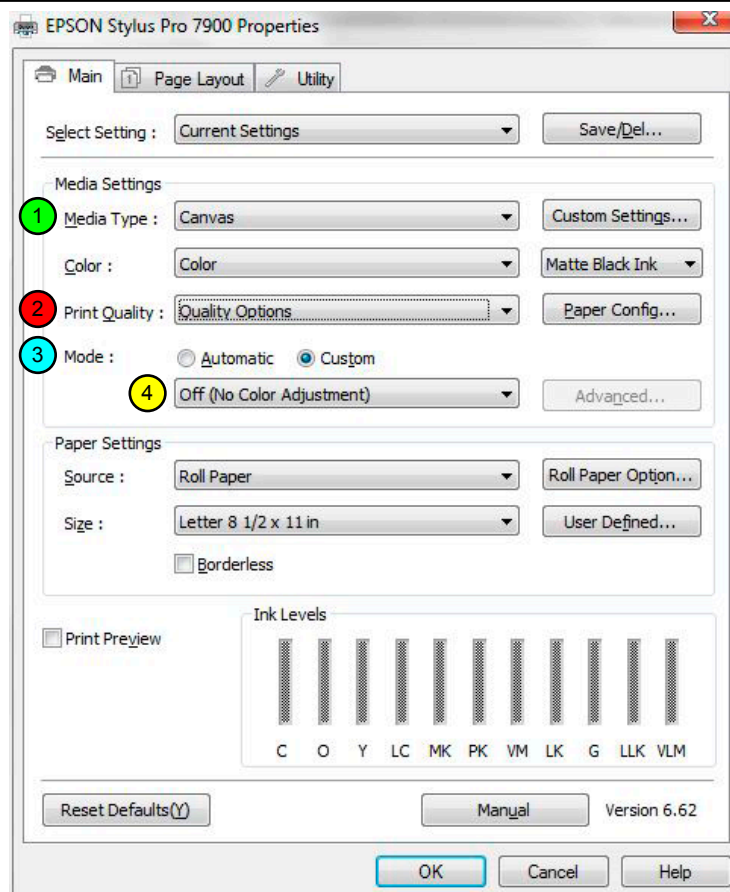 EPSON Stylus Pro 7900 Properties
X
Main Page Layout Utility
Select Setting : Current Settings Save/Del...
Media Settings
1 Media Type : Canvas Custom Settings...
Color : Color Matte Black Ink
2 Print Quality : Quality Options Paper Config...
3 Mode : Automatic Custom
4 Off (No Color Adjustment) Advanced...
Paper Settings
Source : Roll Paper Roll Paper Option...
Size : Letter 8 1/2 x 11 in User Defined...
Borderless
Ink Levels
Print Preview
C O Y LC MK PK VM LK G LLK VLM
Reset Defaults(Y) Manual Version 6.62
OK Cancel Help